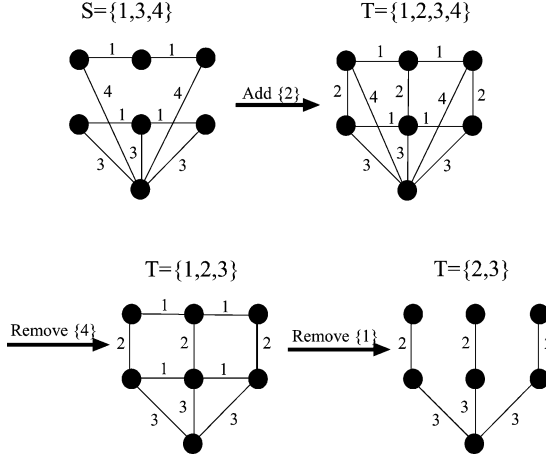 S={1,3,4} T={1,2,3,4}
1 1 1 1
4 4 Add {2} 2 4 2 4 2
1 1 1 1
3 3 3 3 3 3
T={1,2,3} T={2,3}
1 1
Remove {4} 2 2 2 Remove {1} 2 2 2
1 1
3 3 3 3 3 3